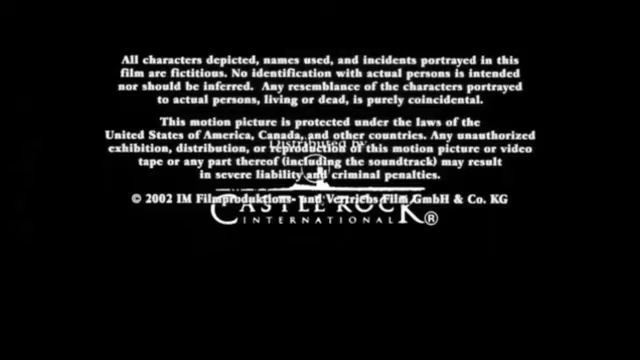 All characters depicted, names used, and incidents portrayed in this
film are fictitious. No identification with actual persons is intended
nor should be inferred. Any resemblance of the characters portrayed
to actual persons, living or dead, is purely coincidental.
This motion picture is protected under the laws of the
United States of America, Canada, and other countries. Any unauthorized
Distributed by
exhibition, distribution, or reproduction of this motion picture or video
tape or any part thereof (including the soundtrack) may result
in severe liability and criminal penalties.
© 2002 IM Filmproduktions- und Vertriebs Film GmbH & Co. KG
CASTLE ROCK ®
INTERNATIONAL